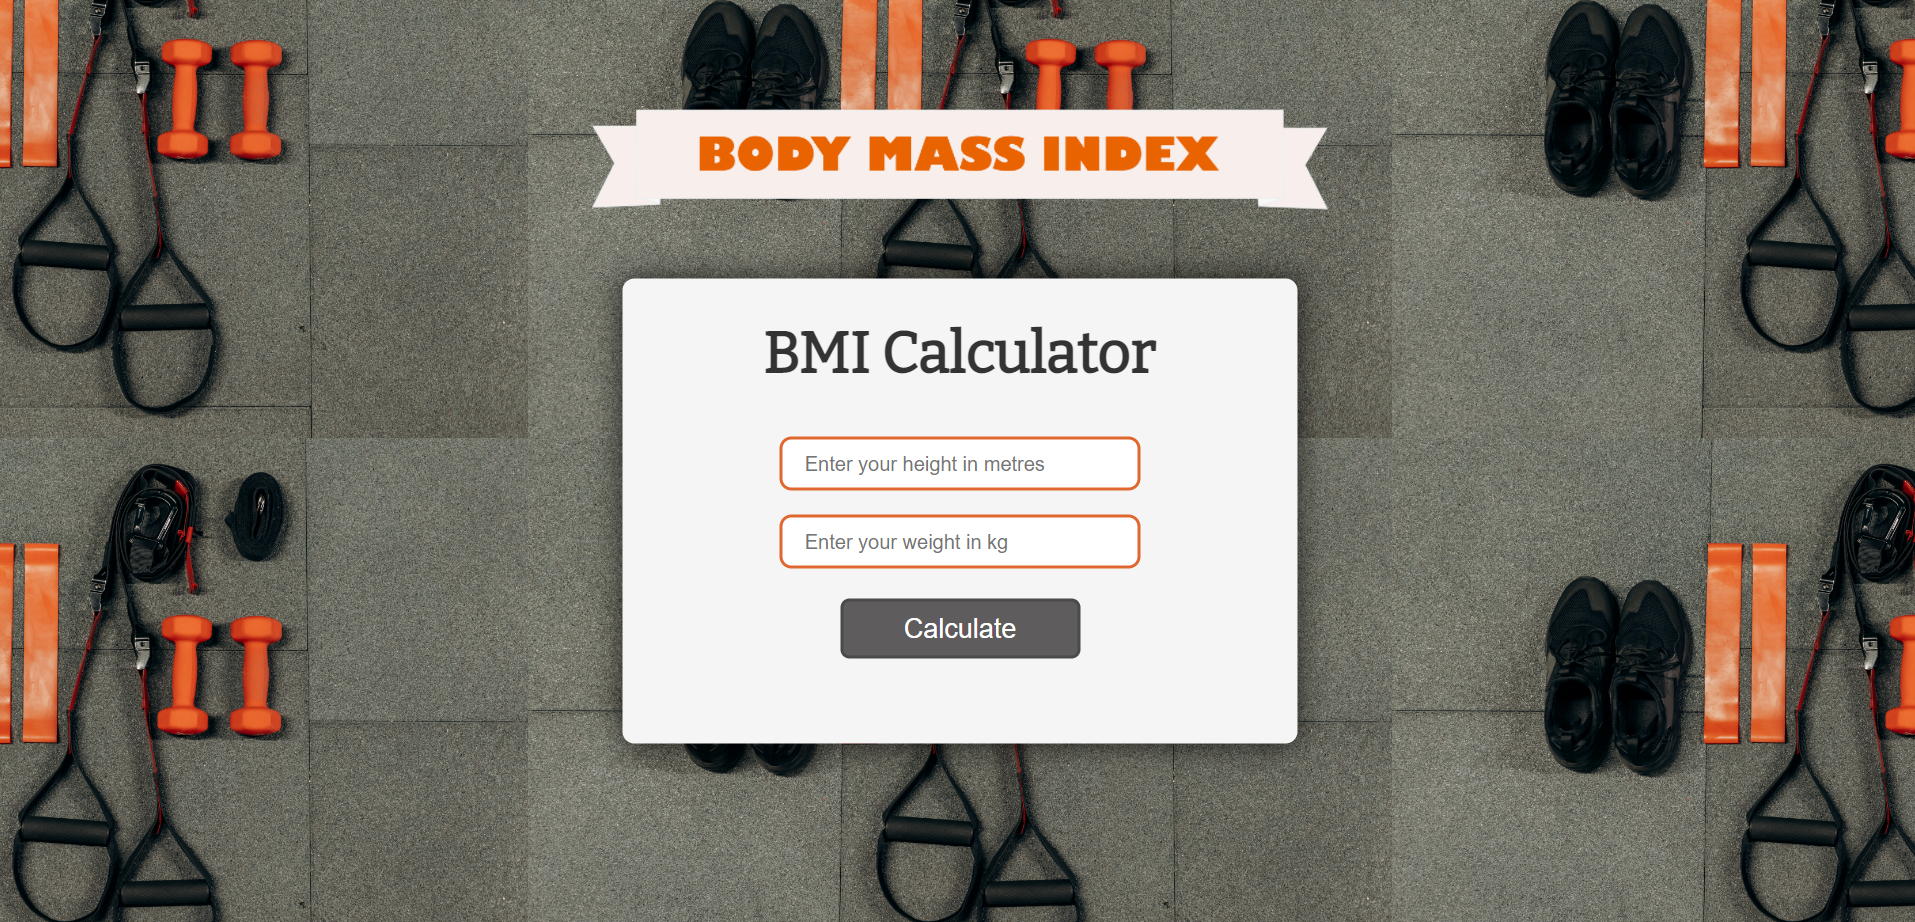 BODY MASS INDEX
BMI Calculator
Enter your height in metres
Enter your weight in kg
Calculate